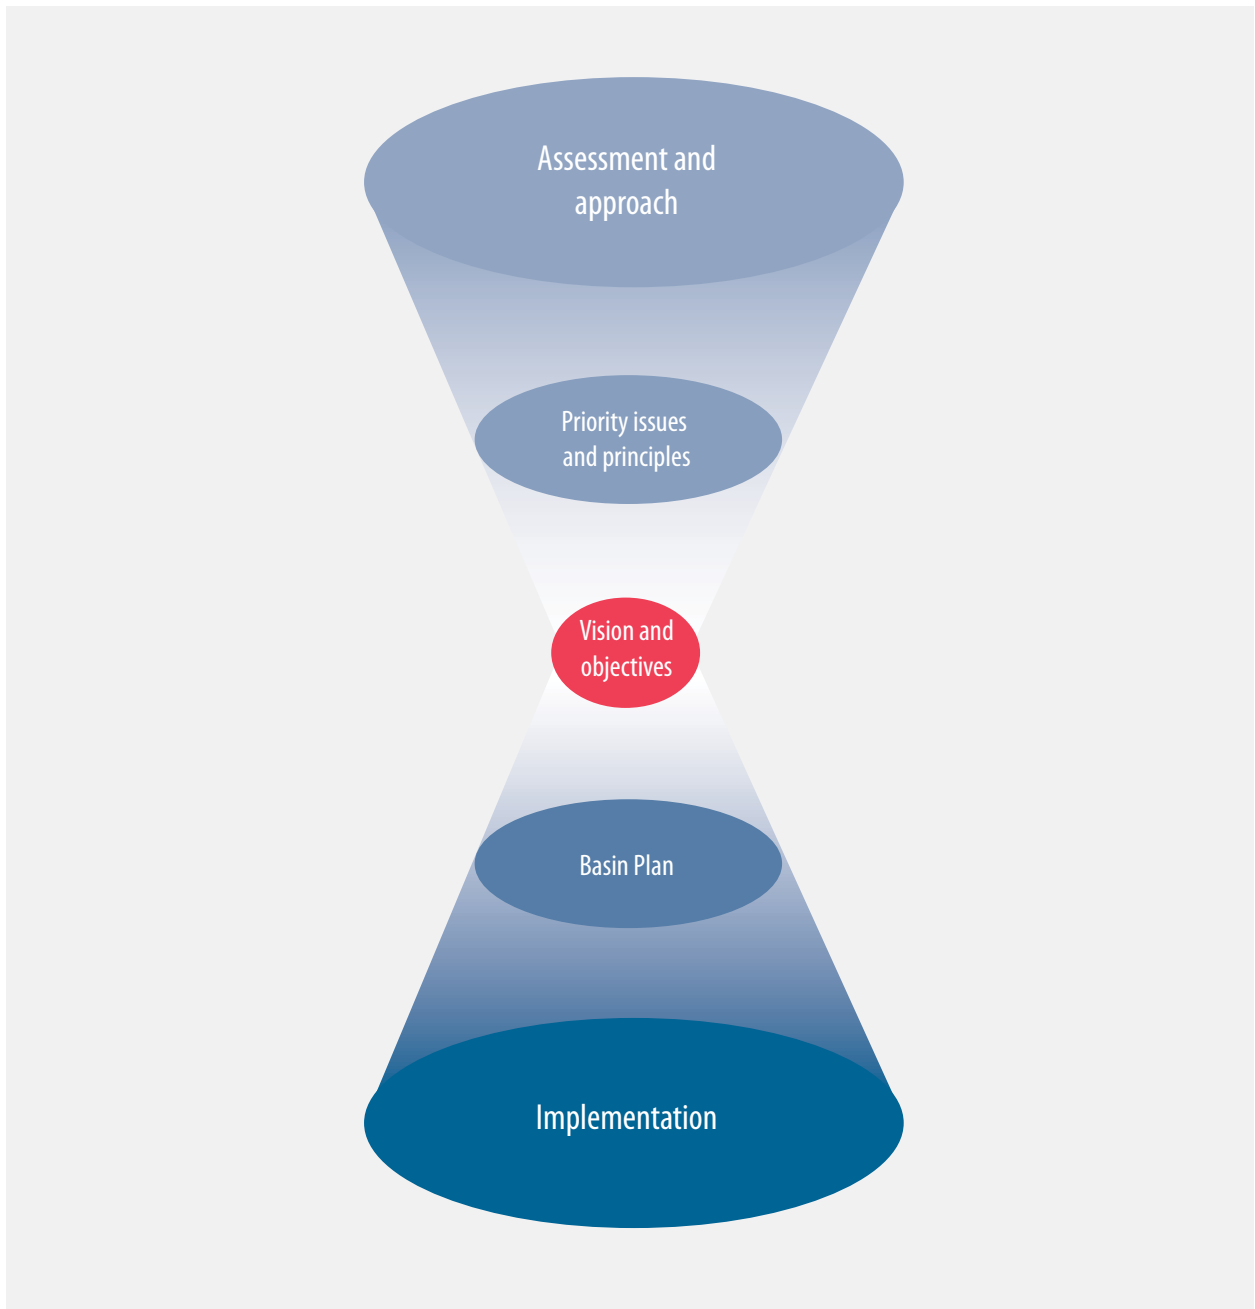 Assessment and
approach
Priority issues
and principles
Vision and
objectives
Basin Plan
Implementation